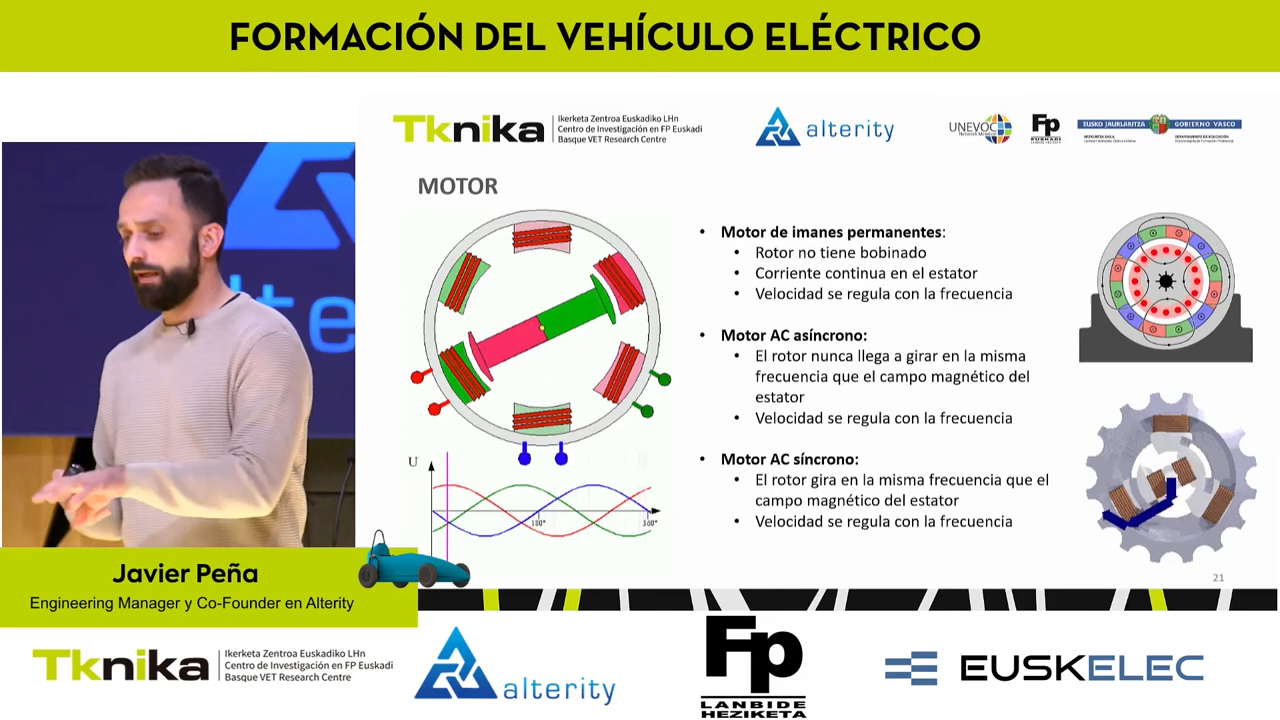 FORMACIÓN DEL VEHÍCULO ELÉCTRICO
Tknika
Ikerketa Zentroa Euskadiko LHn
Centro de Investigación en FP Euskadi
Basque VET Research Centre
alterity
UNEVOC
Fp
EUSKADI
EUSKO JAURLARITZA
GOBIERNO VASCO
MOTOR
• Motor de imanes permanentes:
• Rotor no tiene bobinado
• Corriente continua en el estator
• Velocidad se regula con la frecuencia
• Motor AC asíncrono:
• El rotor nunca llega a girar en la misma
frecuencia que el campo magnético del
estator
• Velocidad se regula con la frecuencia
• Motor AC síncrono:
• El rotor gira en la misma frecuencia que el
campo magnético del estator
• Velocidad se regula con la frecuencia
U
180°
360°
21
lte
Javier Peña
Engineering Manager y Co-Founder en Alterity
Tknika
Ikerketa Zentroa Euskadiko LHn
Centro de Investigación en FP Euskadi
Basque VET Research Centre
alterity
Fp
LANBIDE
HEZIKETA
EUSKELEC